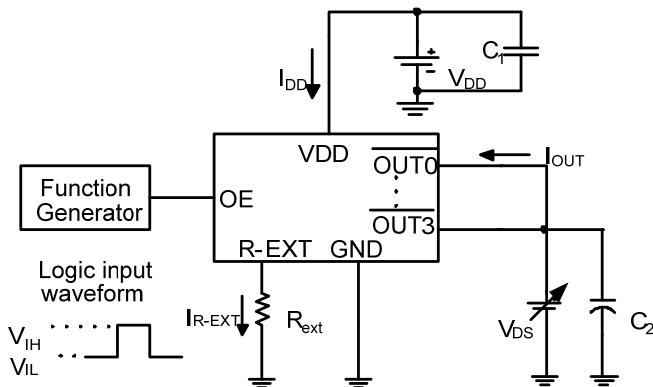 I_DD
+
-
V_DD
C_1
VDD
OUT0
I_OUT
Function
Generator
OE
OUT3
R-EXT GND
Logic input
waveform
V_IH
V_IL
I_R-EXT
R_ext
V_DS
C_2